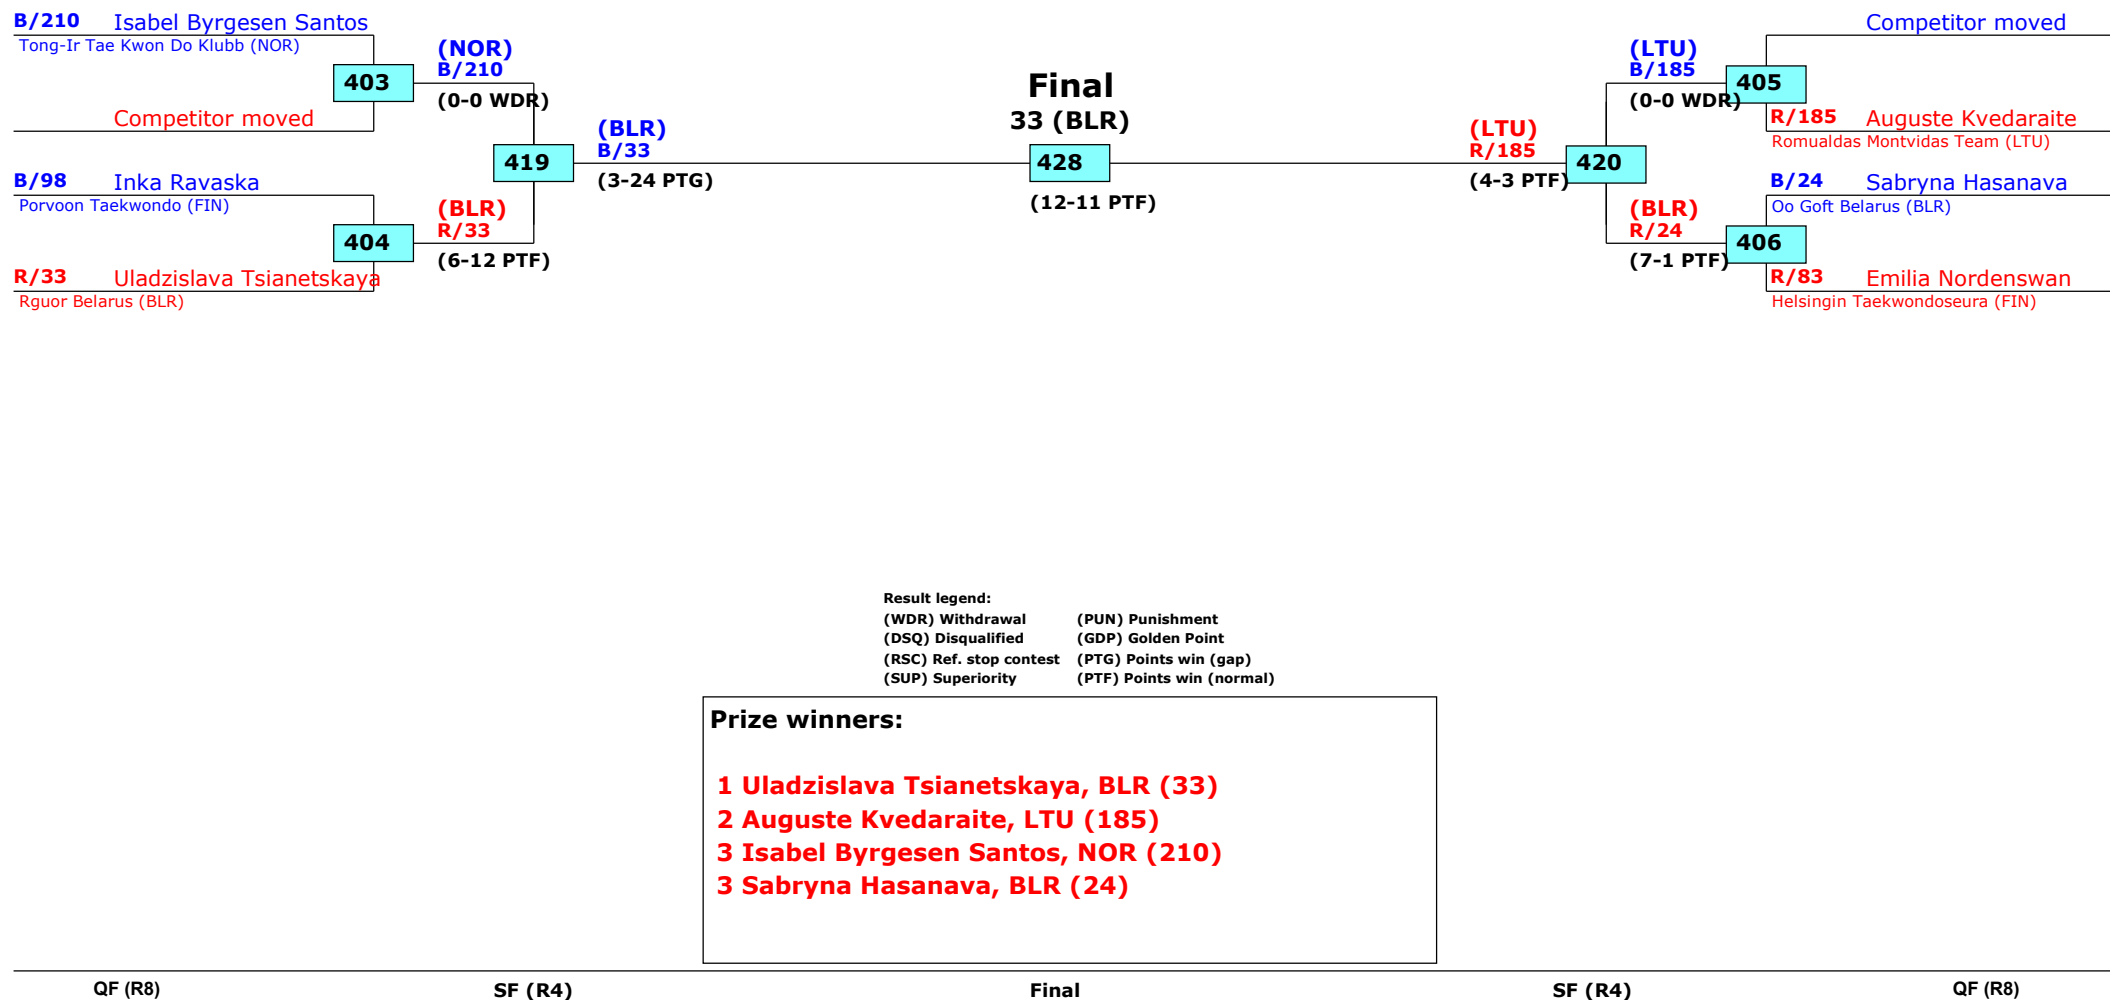 B/210 Isabel Byrgesen Santos
Tong-Ir Tae Kwon Do Klubb (NOR)
403
Competitor moved
(NOR)
B/210
(0-0 WDR)
B/98 Inka Ravaska
Porvoon Taekwondo (FIN)
404
R/33 Uladzislava Tsianetskaya
Rguor Belarus (BLR)
(BLR)
R/33
(6-12 PTF)
419
(BLR)
B/33
(3-24 PTG)
Final
33 (BLR)
428
(12-11 PTF)
(LTU)
R/185
(4-3 PTF)
420
(LTU)
B/185
(0-0 WDR)
Competitor moved
405
R/185 Auguste Kvedaraite
Romualdas Montvidas Team (LTU)
(BLR)
R/24
(7-1 PTF)
B/24 Sabryna Hasanava
Oo Goft Belarus (BLR)
406
R/83 Emilia Nordenswan
Helsingin Taekwondoseura (FIN)
Result legend:
(WDR) Withdrawal (PUN) Punishment
(DSQ) Disqualified (GDP) Golden Point
(RSC) Ref. stop contest (PTG) Points win (gap)
(SUP) Superiority (PTF) Points win (normal)
Prize winners:
1 Uladzislava Tsianetskaya, BLR (33)
2 Auguste Kvedaraite, LTU (185)
3 Isabel Byrgesen Santos, NOR (210)
3 Sabryna Hasanava, BLR (24)
QF (R8) SF (R4) Final SF (R4) QF (R8)